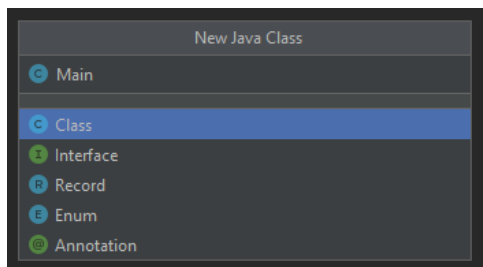 New Java Class
C Main
C Class
I Interface
R Record
E Enum
@ Annotation